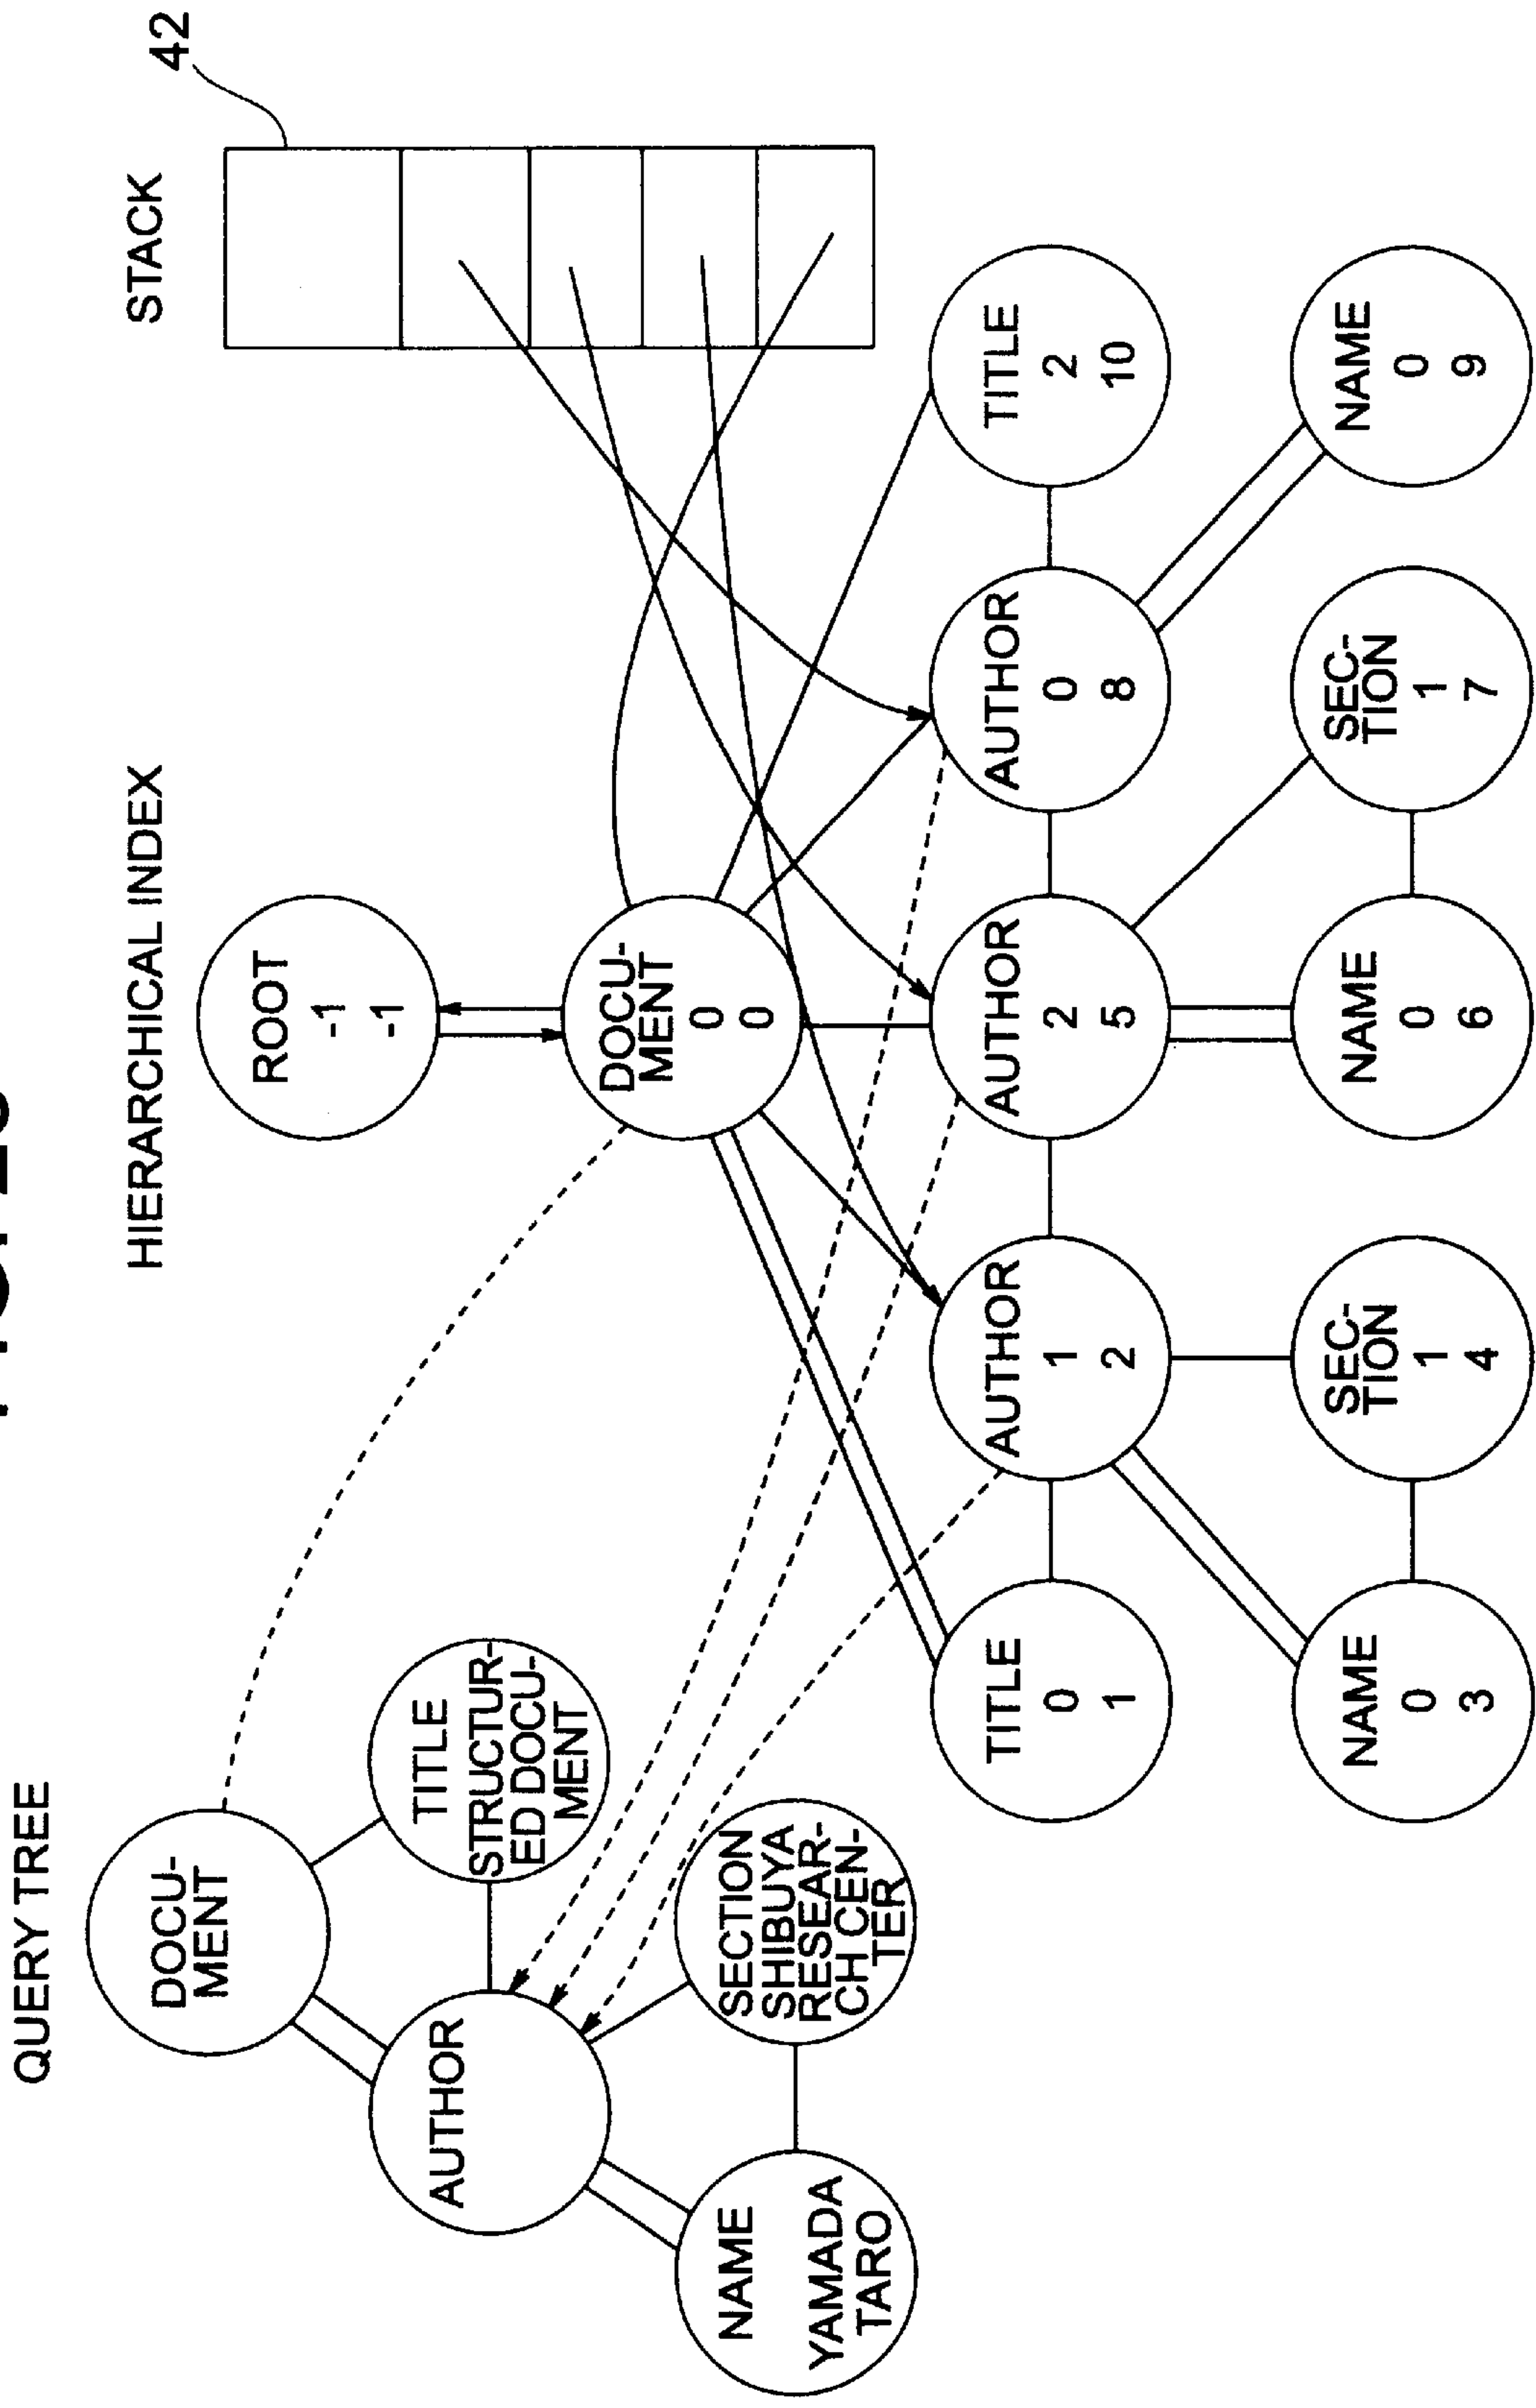 QUERY TREE
HIERARCHICAL INDEX
STACK
42
DOCU-
MENT
AUTHOR
TITLE
STRUCTUR-
ED DOCU-
MENT
NAME
YAMADA
TARO
SECTION
SHIBUYA
RESEAR-
CH CEN-
TER
ROOT
-1
-1
DOCU-
MENT
0
0
TITLE
0
1
AUTHOR
1
2
AUTHOR
2
5
AUTHOR
0
8
TITLE
2
10
NAME
0
3
SEC-
TION
1
4
NAME
0
6
SEC-
TION
1
7
NAME
0
9